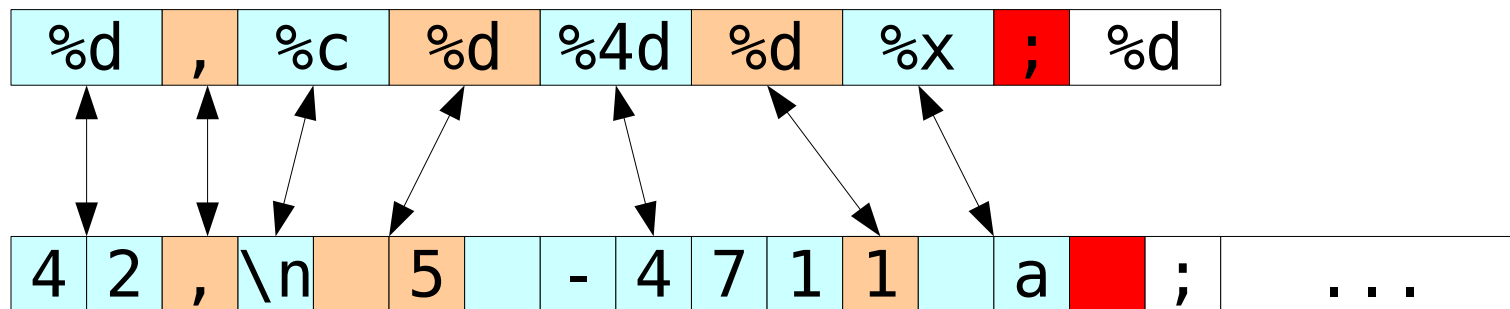 %d , %c %d %4d %d %x ; %d
4 2 , \n 5 - 4 7 1 1 a ; ...